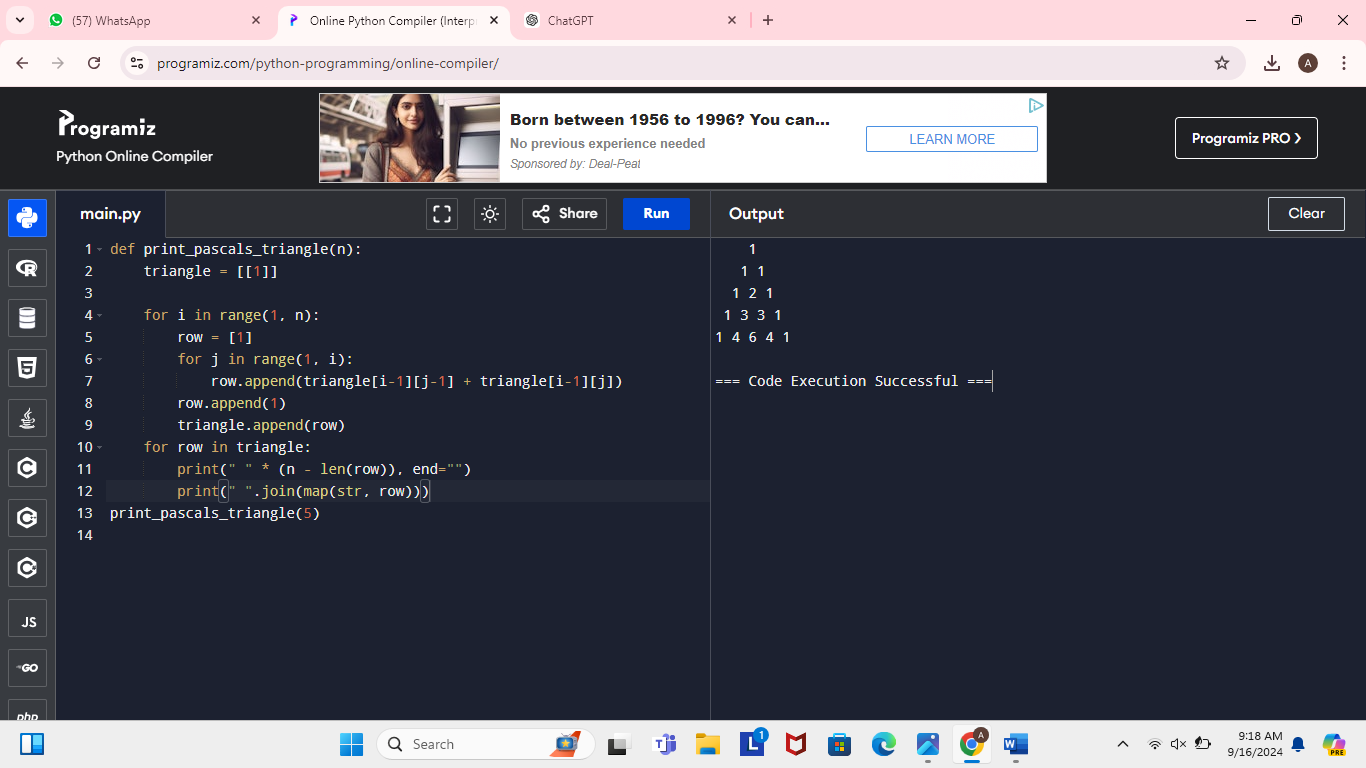 (57) WhatsApp
Online Python Compiler (Interp
ChatGPT
programiz.com/python-programming/online-compiler/
A
Programiz
Python Online Compiler
Born between 1956 to 1996? You can...
No previous experience needed
Sponsored by: Deal-Peat
LEARN MORE
Programiz PRO
main.py
Share
Run
Output
Clear
1 def print_pascals_triangle(n):
2     triangle = [[1]]
3
4     for i in range(1, n):
5         row = [1]
6         for j in range(1, i):
7             row.append(triangle[i-1][j-1] + triangle[i-1][j])
8         row.append(1)
9         triangle.append(row)
10     for row in triangle:
11         print(" " * (n - len(row)), end="")
12         print(" ".join(map(str, row)))
13 print_pascals_triangle(5)
14
    1
   1 1
  1 2 1
 1 3 3 1
1 4 6 4 1
=== Code Execution Successful ===
R
5
C
C
C
JS
GO
php
Search
T
L
1
A
W
9:18 AM
9/16/2024
PRE